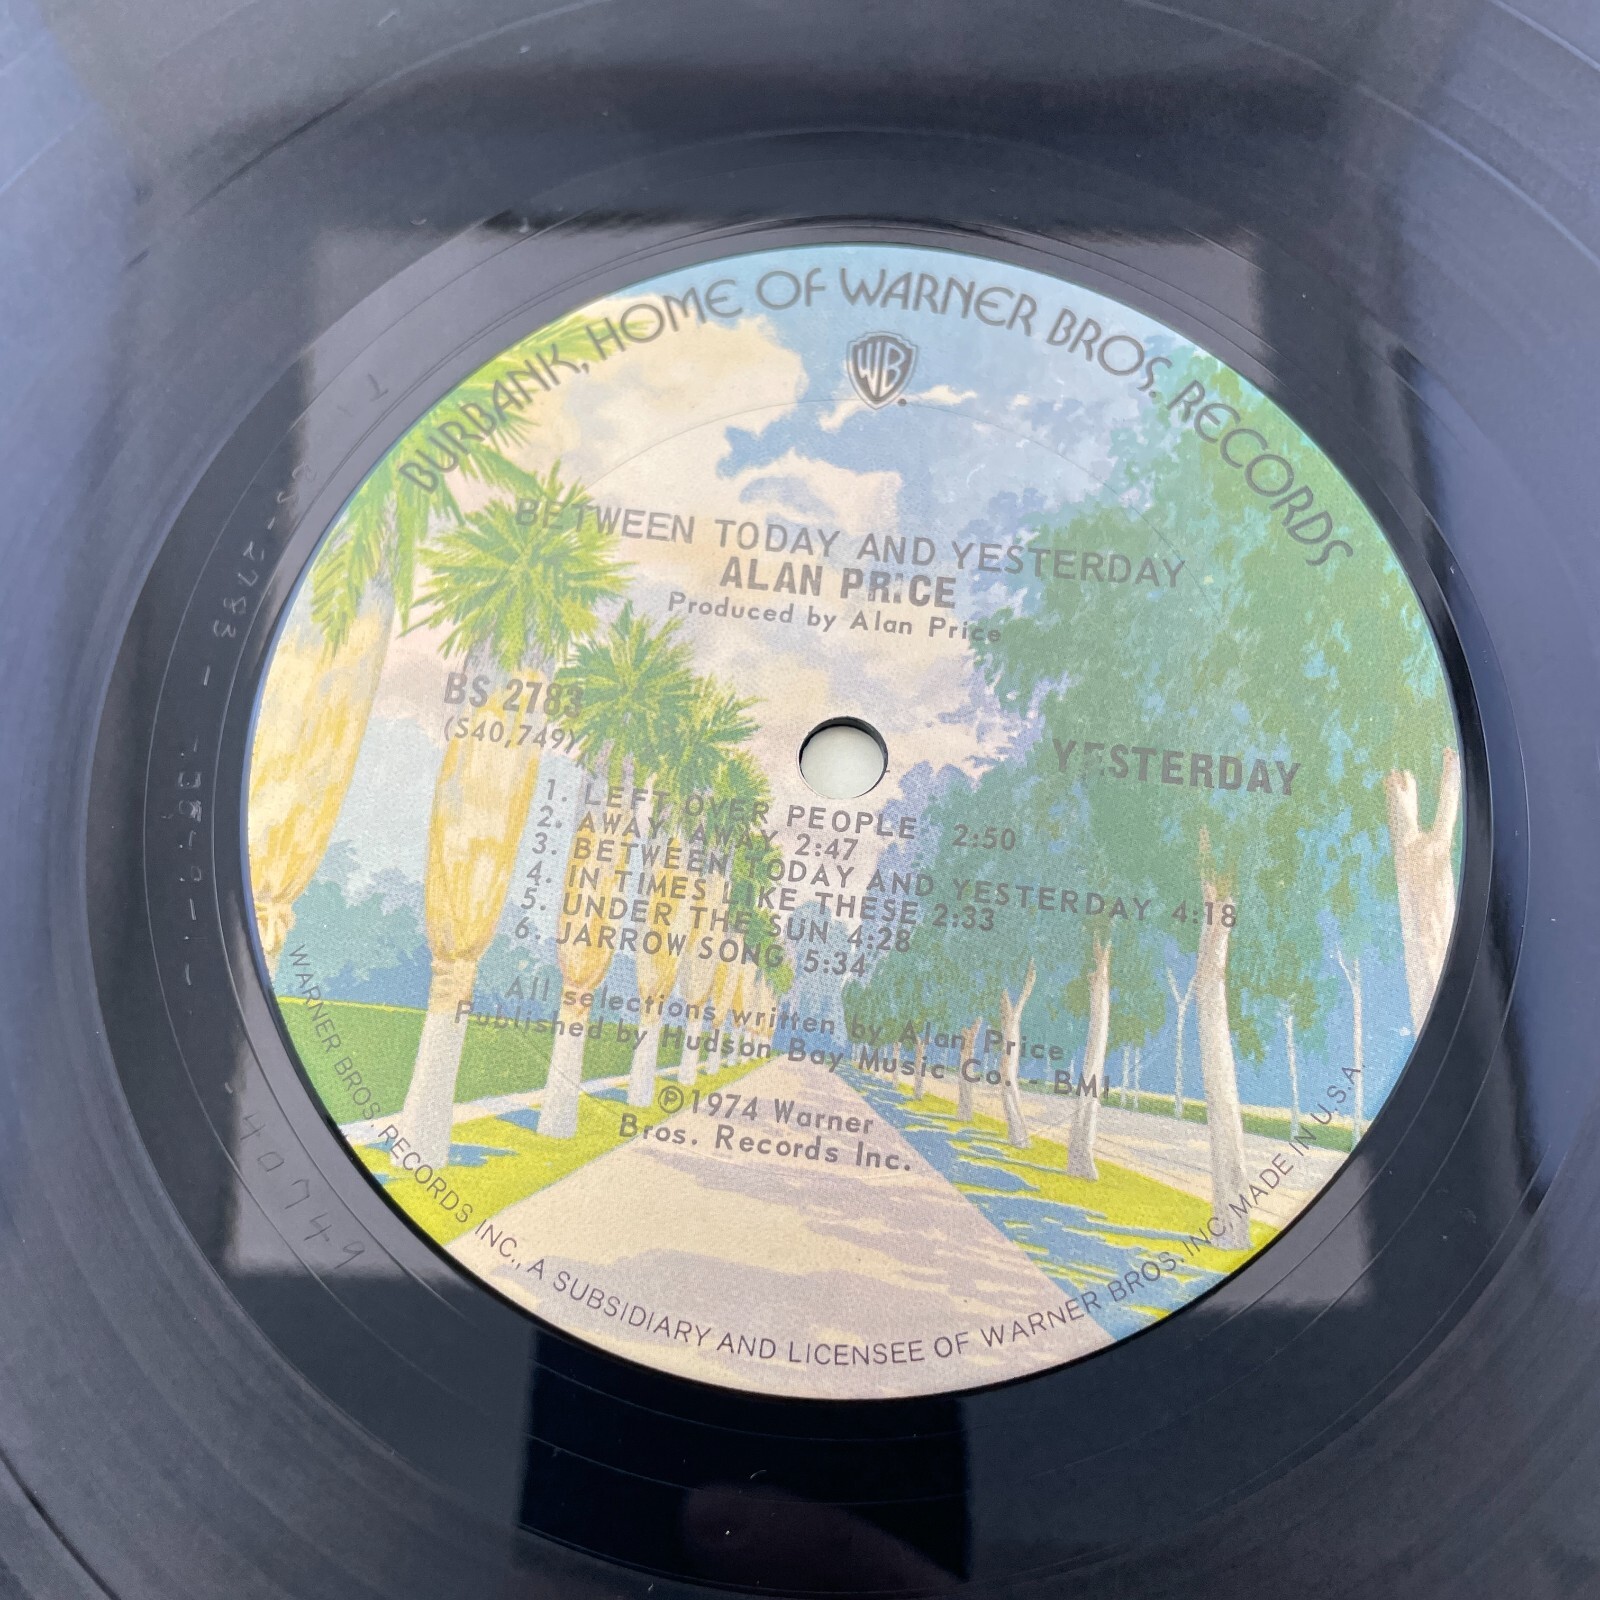 BURBANK, HOME OF WARNER BROS. RECORDS
WB
BETWEEN TODAY AND YESTERDAY
ALAN PRICE
Produced by Alan Price
BS 2783
(S40,749Y)
YESTERDAY
1. LEFT OVER PEOPLE 2:50
2. AWAY, AWAY 2:47
3. BETWEEN TODAY AND YESTERDAY 4:18
4. IN TIMES LIKE THESE 2:33
5. UNDER THE SUN 4:28
6. JARROW SONG 5:34
All selections written by Alan Price
Published by Hudson Bay Music Co. - BMI
Ⓟ1974 Warner
Bros. Records Inc.
WARNER BROS. RECORDS INC., A SUBSIDIARY AND LICENSEE OF WARNER BROS. INC. MADE IN U.S.A.
40749